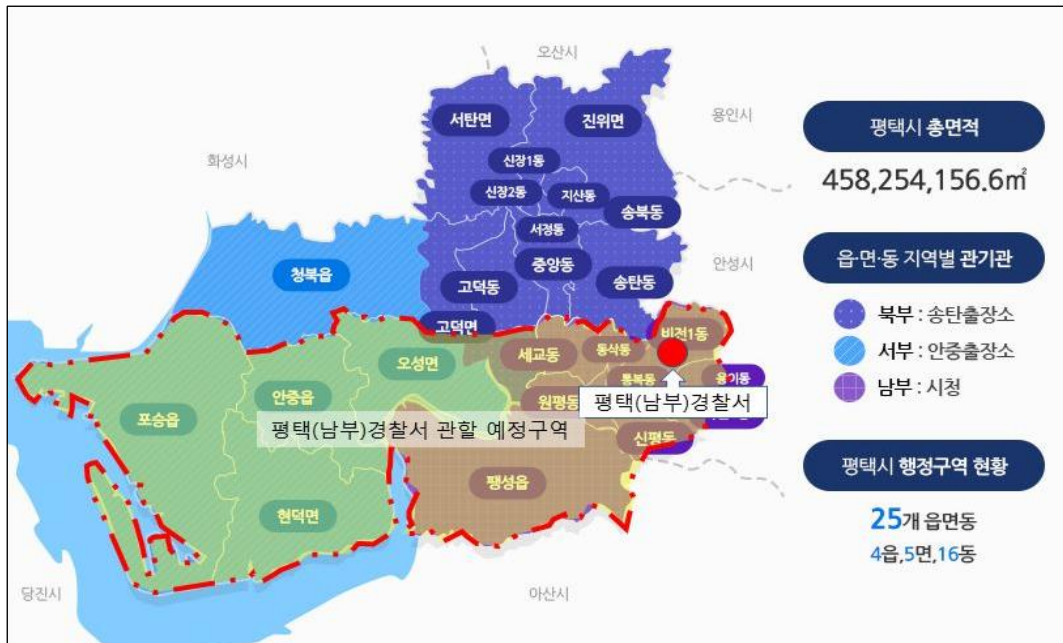 오산시
용인시
화성시
안성시
당진시
아산시
서탄면
진위면
신장1동
신장2동
지산동
송북동
서정동
중앙동
송탄동
고덕동
고덕면
청북읍
비전1동
세교동
동삭동
통복동
용이동
오성면
안중읍
포승읍
원평동
신평동
팽성읍
현덕면
평택(남부)경찰서
평택(남부)경찰서 관할 예정구역
평택시 총면적
458,254,156.6㎡
읍·면·동 지역별 관기관
북부 : 송탄출장소
서부 : 안중출장소
남부 : 시청
평택시 행정구역 현황
25개 읍면동
4읍,5면,16동